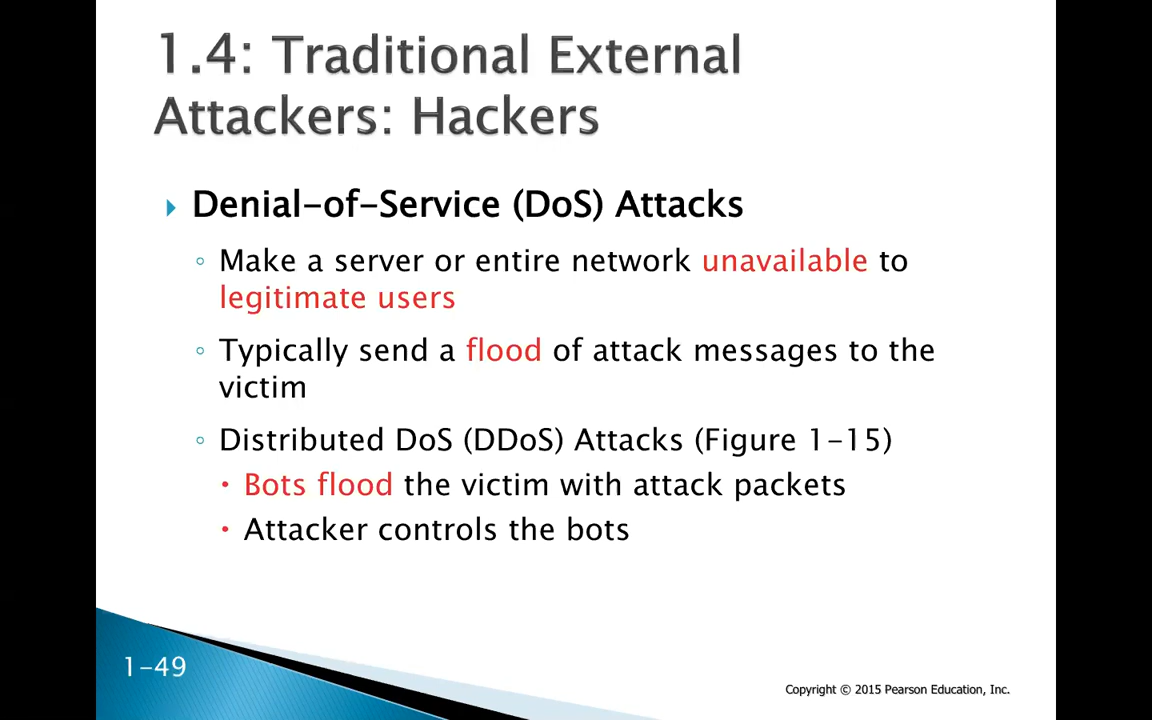 1.4: Traditional External
Attackers: Hackers
Denial-of-Service (DoS) Attacks
Make a server or entire network unavailable to
legitimate users
Typically send a flood of attack messages to the
victim
Distributed DoS (DDoS) Attacks (Figure 1-15)
Bots flood the victim with attack packets
Attacker controls the bots
1-49
Copyright © 2015 Pearson Education, Inc.